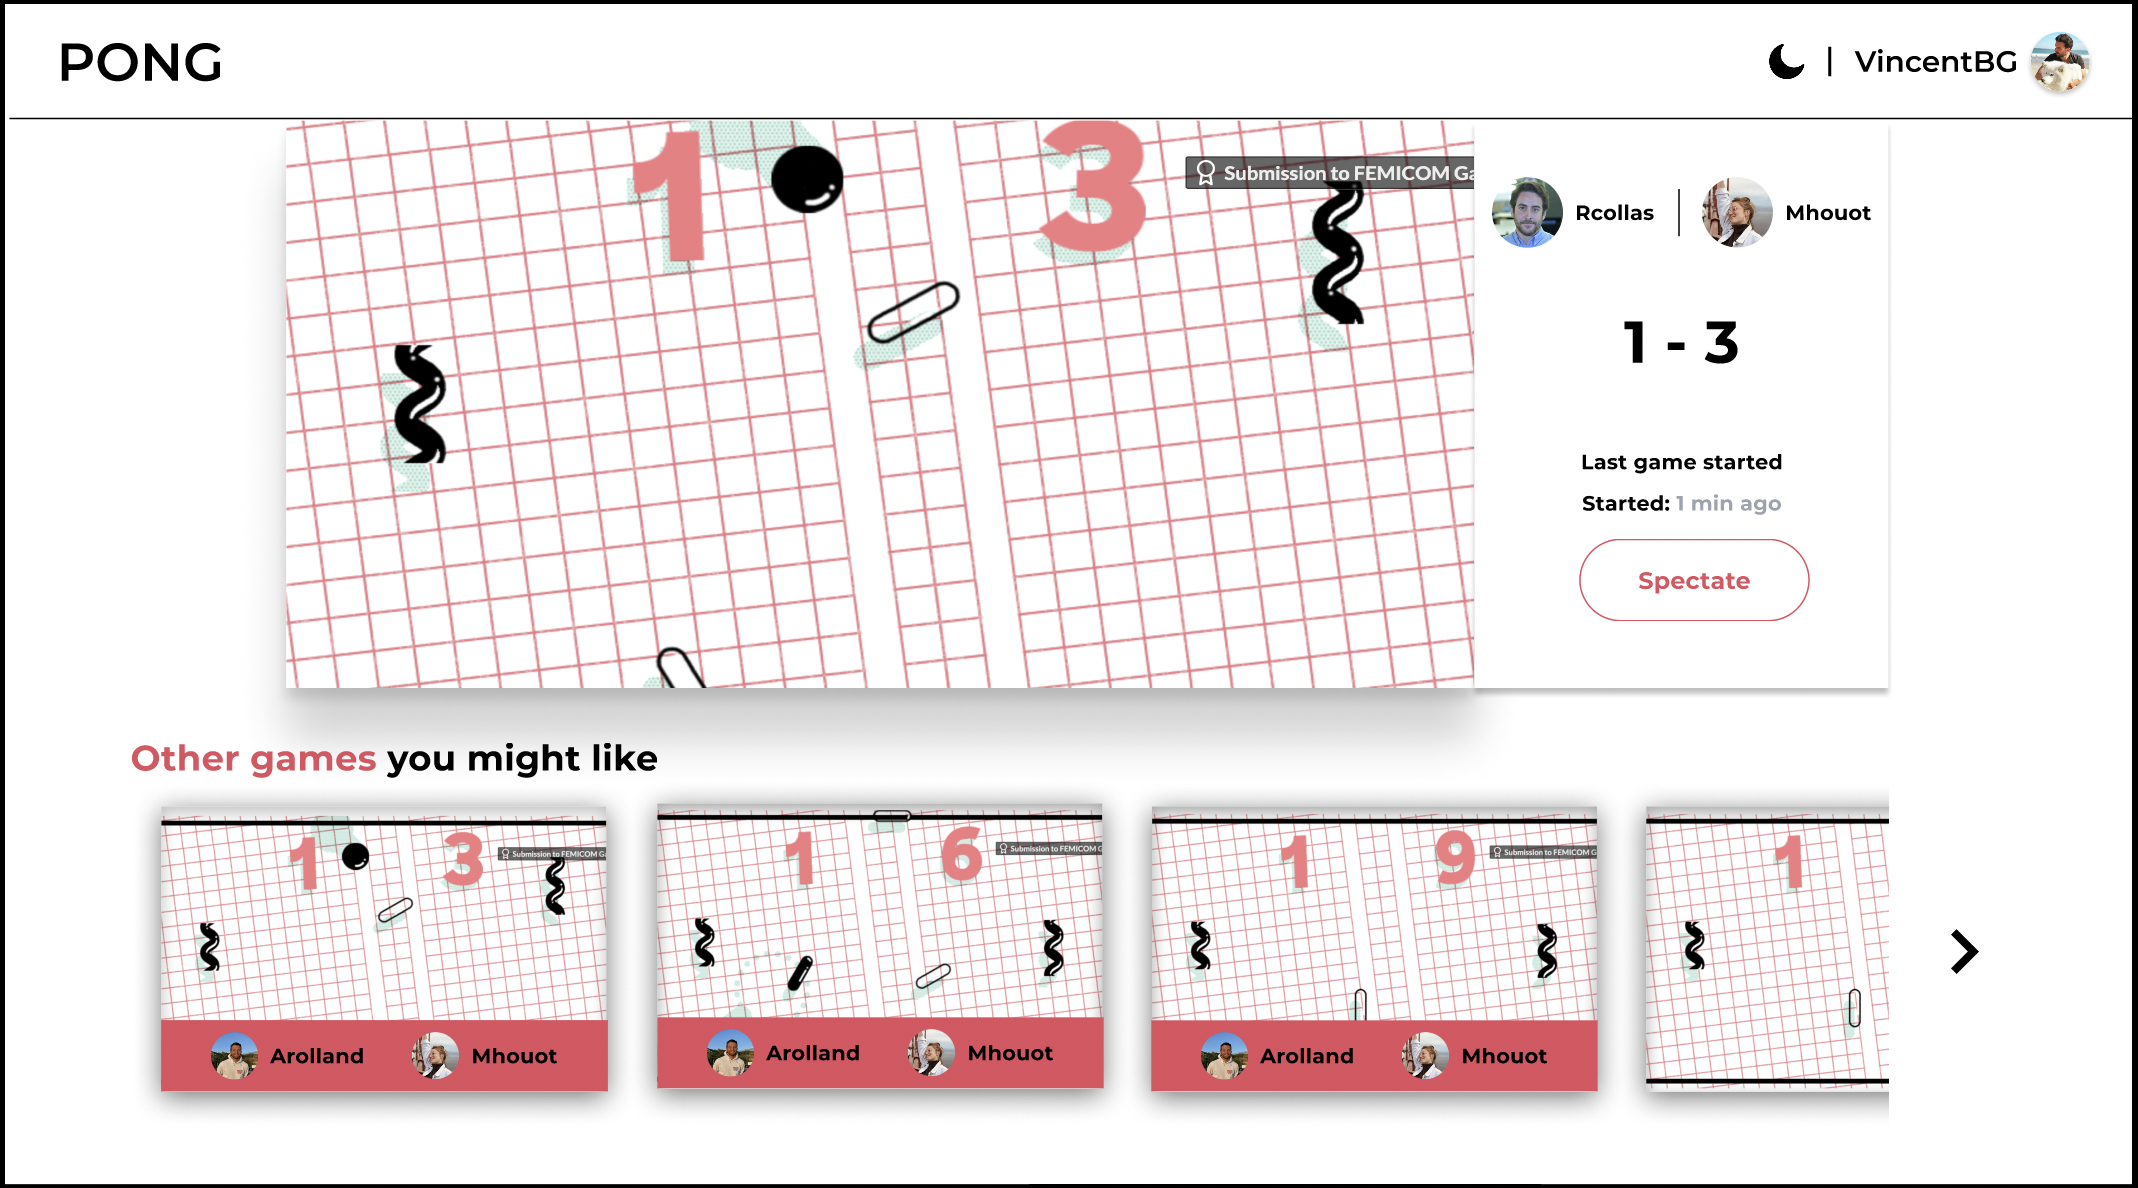 PONG
| VincentBG
1
3
Submission to FEMICOM Ga
Rcollas
Mhouot
1 - 3
Last game started
Started: 1 min ago
Spectate
Other games you might like
1
3
Submission to FEMICOM G
Arolland
Mhouot
1
6
Submission to FEMICOM G
Arolland
Mhouot
1
9
Submission to FEMICOM G
Arolland
Mhouot
1